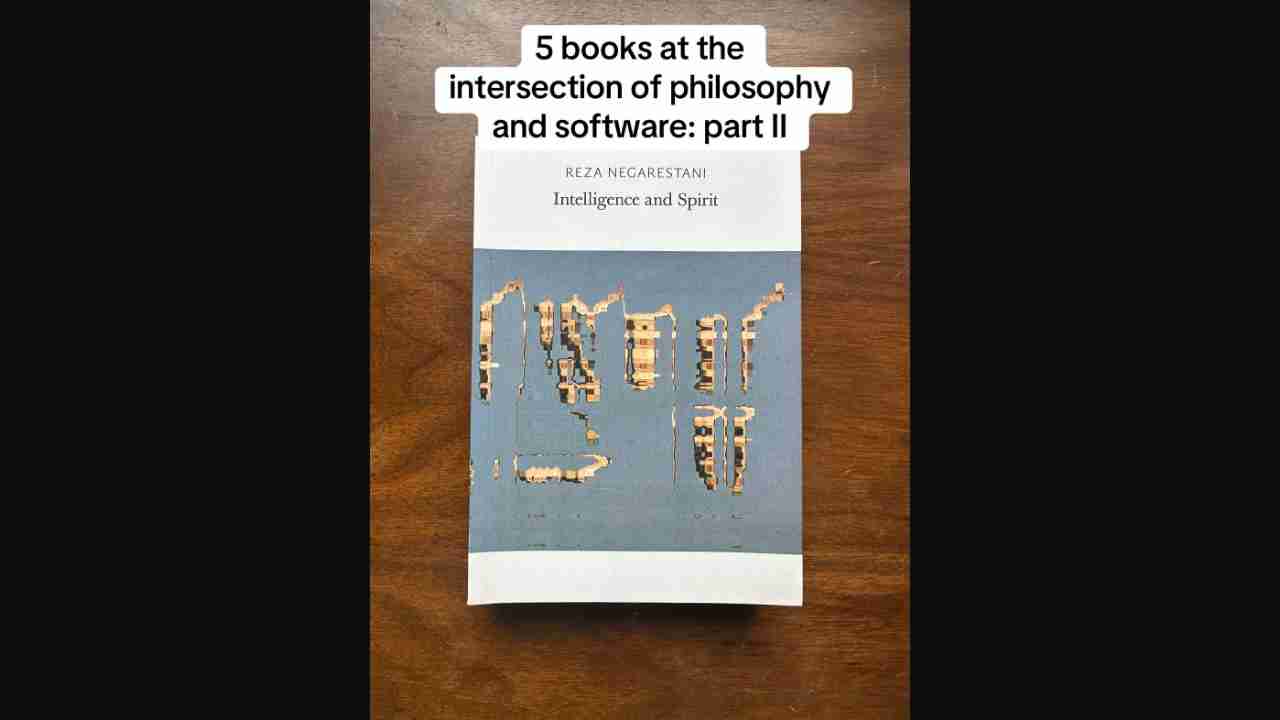 5 books at the
intersection of philosophy
and software: part II
REZA NEGARESTANI
Intelligence and Spirit